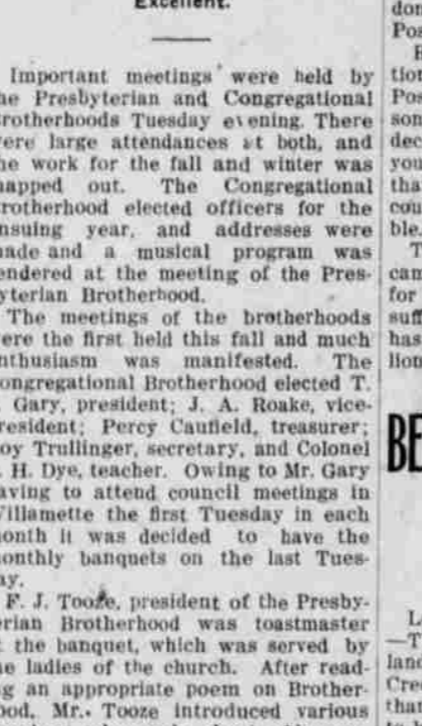 Excellent.
Important meetings were held by
he Presbyterian and Congregational
rotherhoods Tuesday evening. There
ere large attendances at both, and
he work for the fall and winter was
apped out. The Congregational
rotherhood elected officers for the
nsuing year, and addresses were
ade and a musical program was
endered at the meeting of the Pres-
yterian Brotherhood.
The meetings of the brotherhoods
ere the first held this fall and much
nthusiasm was manifested. The
ongregational Brotherhood elected T.
. Gary, president; J. A. Roake, vice-
resident; Percy Caufield, treasurer;
oy Trullinger, secretary, and Colonel
. H. Dye, teacher. Owing to Mr. Gary
aving to attend council meetings in
illamette the first Tuesday in each
onth it was decided to have the
onthly banquets on the last Tues-
ay.
F. J. Tooze, president of the Presby-
erian Brotherhood was toastmaster
t the banquet, which was served by
he ladies of the church. After read-
g an appropriate poem on Brother-
ood, Mr. Tooze introduced various
don
Pos
tion
Pos
son
dec
you
tha
cou
ble.
T
can
for
suff
has
lion
BE
L
—T
land
Cre
than